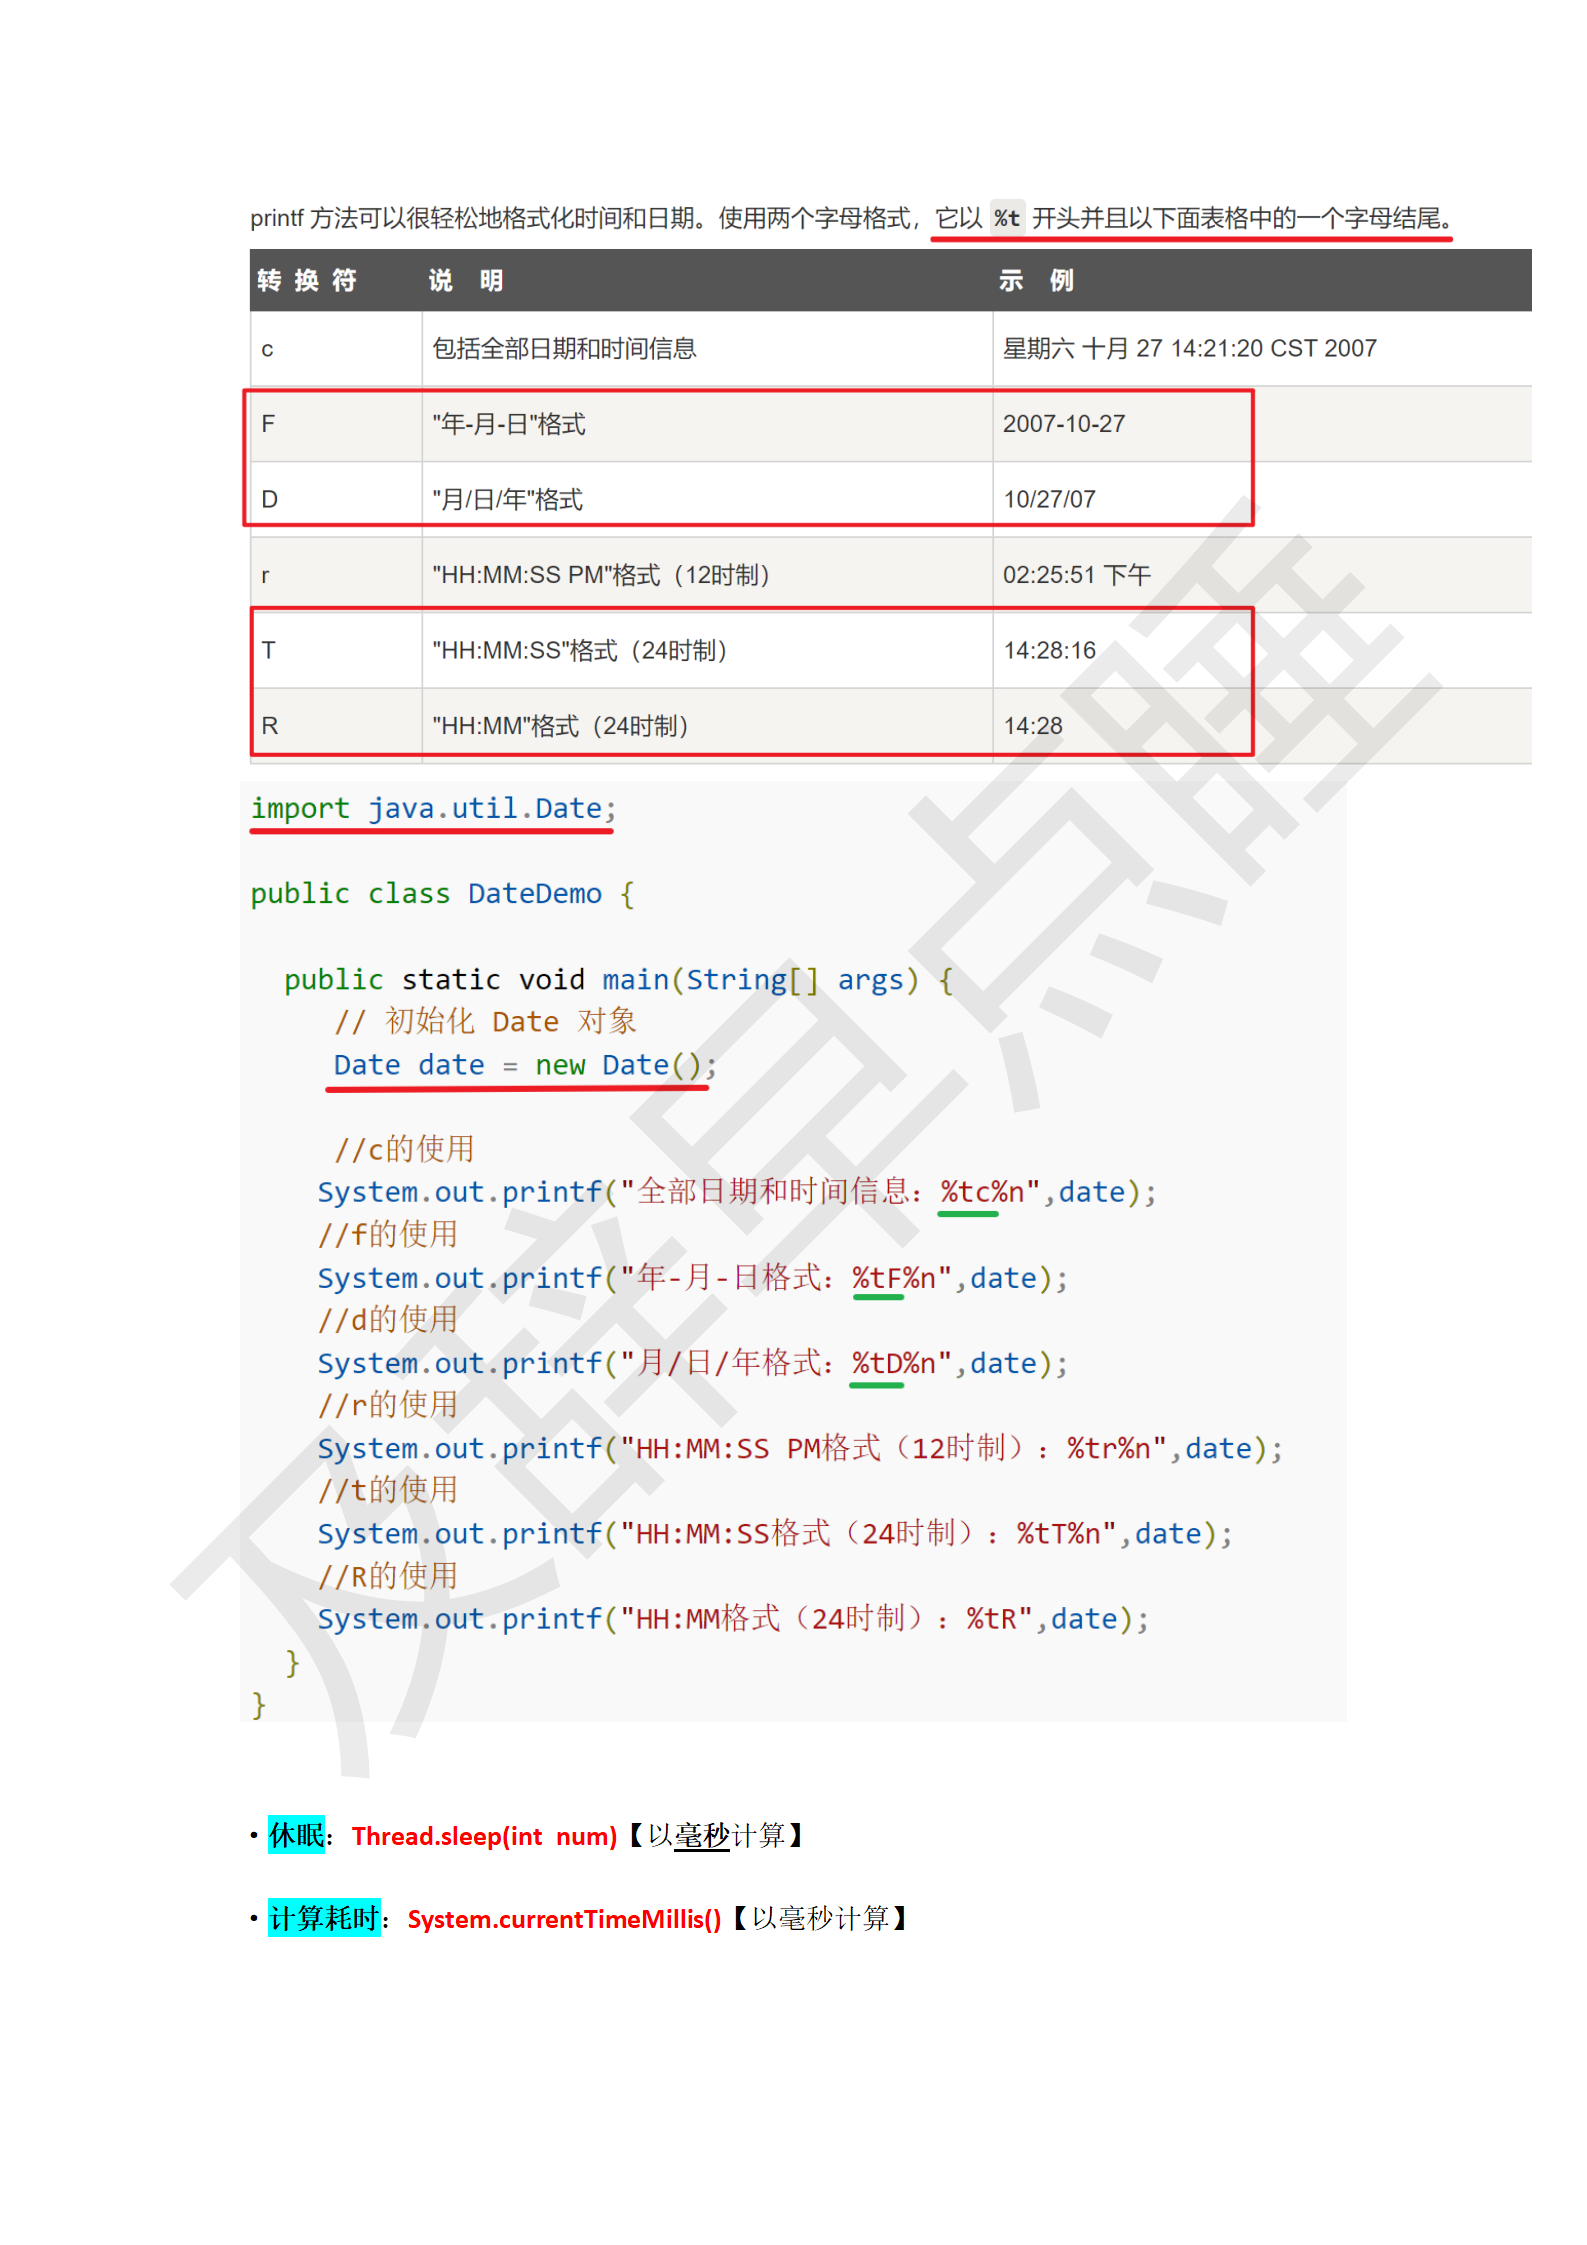 printf 方法可以很轻松地格式化时间和日期。使用两个字母格式，它以 %t 开头并且以下面表格中的一个字母结尾。
转 换 符 说 明 示 例
c 包括全部日期和时间信息 星期六 十月 27 14:21:20 CST 2007
F "年-月-日"格式 2007-10-27
D "月/日/年"格式 10/27/07
r "HH:MM:SS PM"格式（12时制） 02:25:51 下午
T "HH:MM:SS"格式（24时制） 14:28:16
R "HH:MM"格式（24时制） 14:28
import java.util.Date;
public class DateDemo {
public static void main(String[] args) {
// 初始化 Date 对象
Date date = new Date();
//c的使用
System.out.printf("全部日期和时间信息：%tc%n",date);
//f的使用
System.out.printf("年-月-日格式：%tF%n",date);
//d的使用
System.out.printf("月/日/年格式：%tD%n",date);
//r的使用
System.out.printf("HH:MM:SS PM格式（12时制）：%tr%n",date);
//t的使用
System.out.printf("HH:MM:SS格式（24时制）：%tT%n",date);
//R的使用
System.out.printf("HH:MM格式（24时制）：%tR",date);
}
}
·休眠：Thread.sleep(int num)【以毫秒计算】
·计算耗时：System.currentTimeMillis()【以毫秒计算】
及辞早点睡